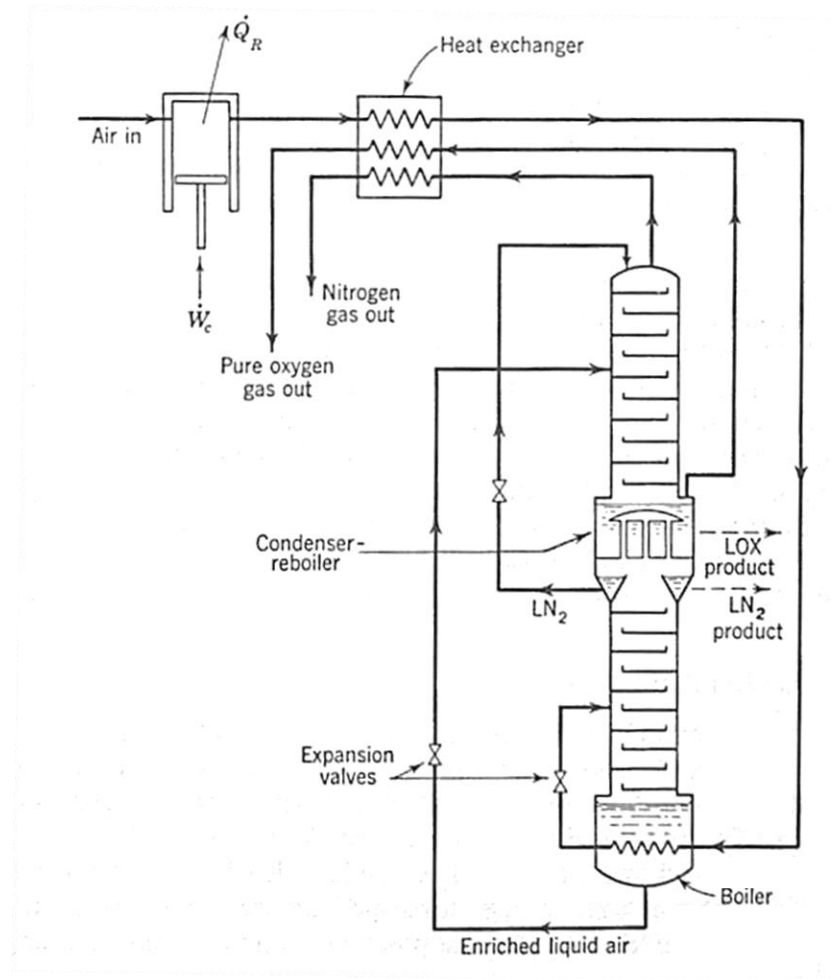 Q̇R
Heat exchanger
Air in
Ẇc
Nitrogen
gas out
Pure oxygen
gas out
Condenser-
reboiler
LOX
product
LN2
LN2
product
Expansion
valves
Boiler
Enriched liquid air